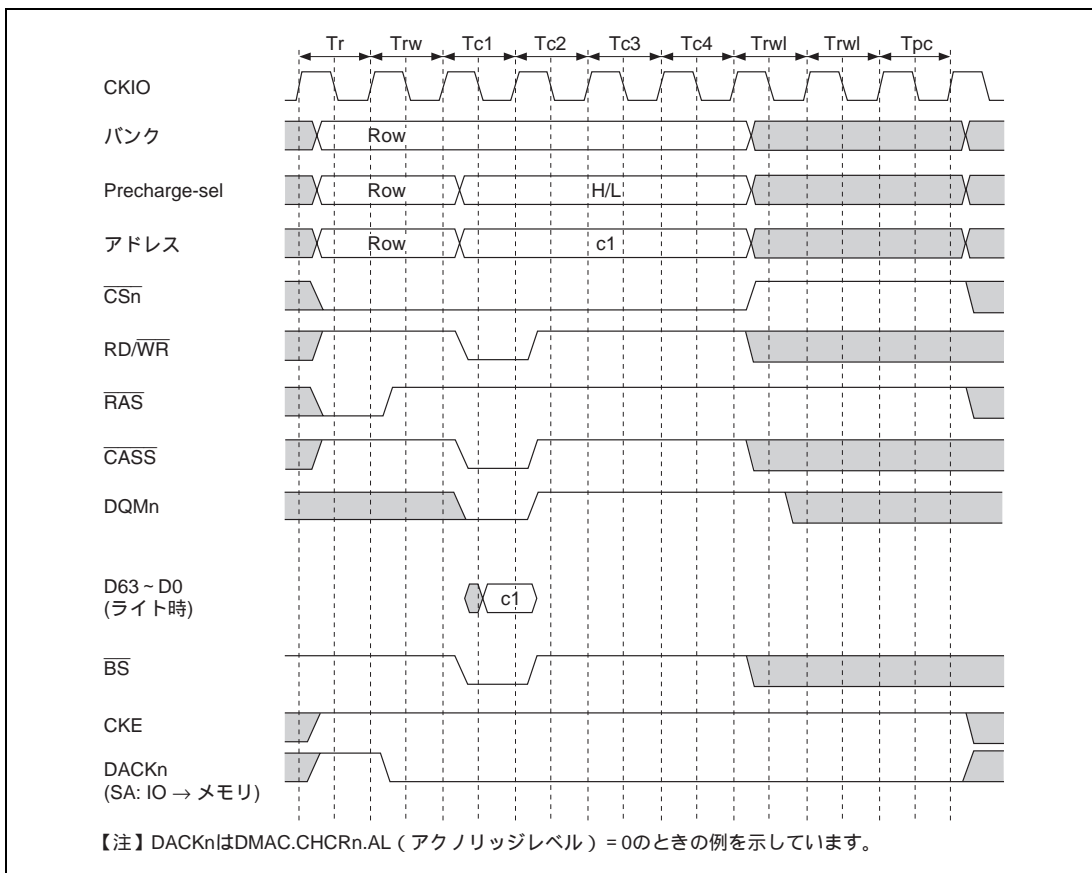 Tr Trw Tc1 Tc2 Tc3 Tc4 Trwl Trwl Tpc
CKIO
バンク Row
Precharge-sel Row H/L
アドレス Row c1
CSn
RD/WR
RAS
CASS
DQMn
D63~D0
(ライト時) c1
BS
CKE
DACKn
(SA: IO → メモリ)
【注】DACKnはDMAC.CHCRn.AL(アクノリッジレベル)= 0のときの例を示しています。